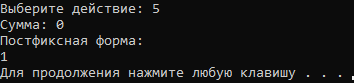 Выберите действие: 5
Сумма: 0
Постфиксная форма:
1
Для продолжения нажмите любую клавишу . . .